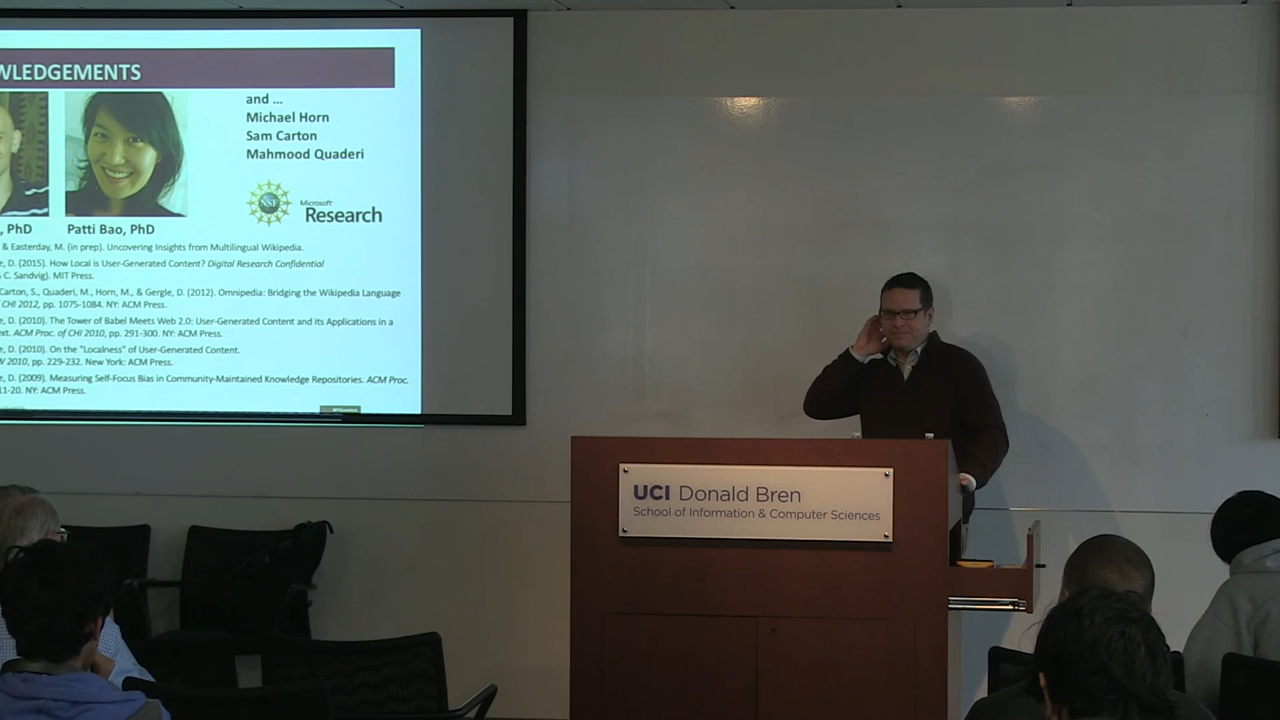 WLEDGEMENTS
and ...
Michael Horn
Sam Carton
Mahmood Quaderi
NSF
Microsoft
Research
, PhD
Patti Bao, PhD
& Easterday, M. (in prep). Uncovering Insights from Multilingual Wikipedia.
e, D. (2015). How Local is User-Generated Content? Digital Research Confidential
C. Sandvig). MIT Press.
Carton, S., Quaderi, M., Horn, M., & Gergle, D. (2012). Omnipedia: Bridging the Wikipedia Language
CHI 2012, pp. 1075-1084. NY: ACM Press.
e, D. (2010). The Tower of Babel Meets Web 2.0: User-Generated Content and its Applications in a
xt. ACM Proc. of CHI 2010, pp. 291-300. NY: ACM Press.
e, D. (2010). On the "Localness" of User-Generated Content.
W 2010, pp. 229-232. New York: ACM Press.
e, D. (2009). Measuring Self-Focus Bias in Community-Maintained Knowledge Repositories. ACM Proc.
11-20. NY: ACM Press.
UCI Donald Bren
School of Information & Computer Sciences